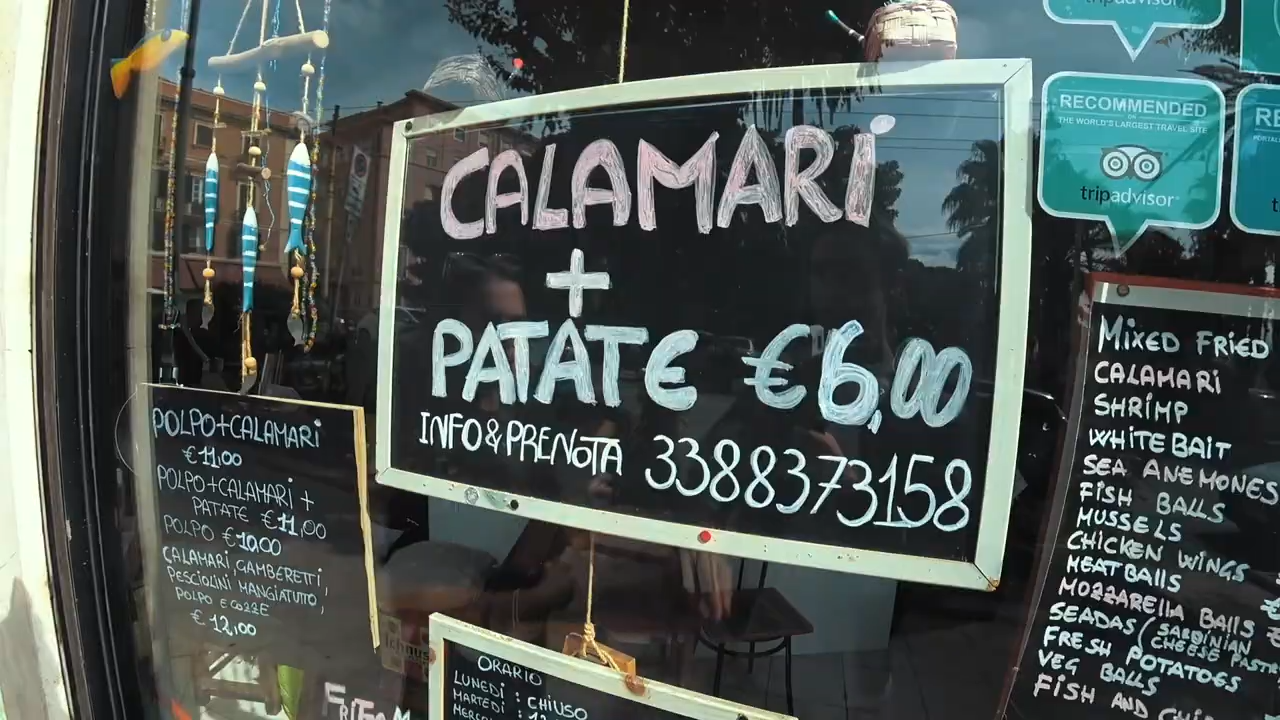 CALAMARI
+
PATATE €6,00
INFO&PRENOTA 3388373158
POLPO+CALAMARI
€11,00
POLPO+CALAMARI +
PATATE €11,00
POLPO €10,00
CALAMARI, GAMBERETTI,
PESCIOLINI MANGIATUTTO,
POLPO E COZZE
€ 12,00
ORARIO
LUNEDI : CHIUSO
MARTEDI :
tripadvisor
RECOMMENDED
ON
THE WORLD'S LARGEST TRAVEL SITE
tripadvisor
MIXED FRIED
CALAMARI
SHRIMP
WHITE BAIT
SEA ANEMONES
FISH BALLS
MUSSELS
CHICKEN WINGS
MEATBALLS
MOZZARELLA BALLS €
SEADAS (SARDINIAN
CHEESE
FRESH POTATOES
VEG BALLS
FISH AND